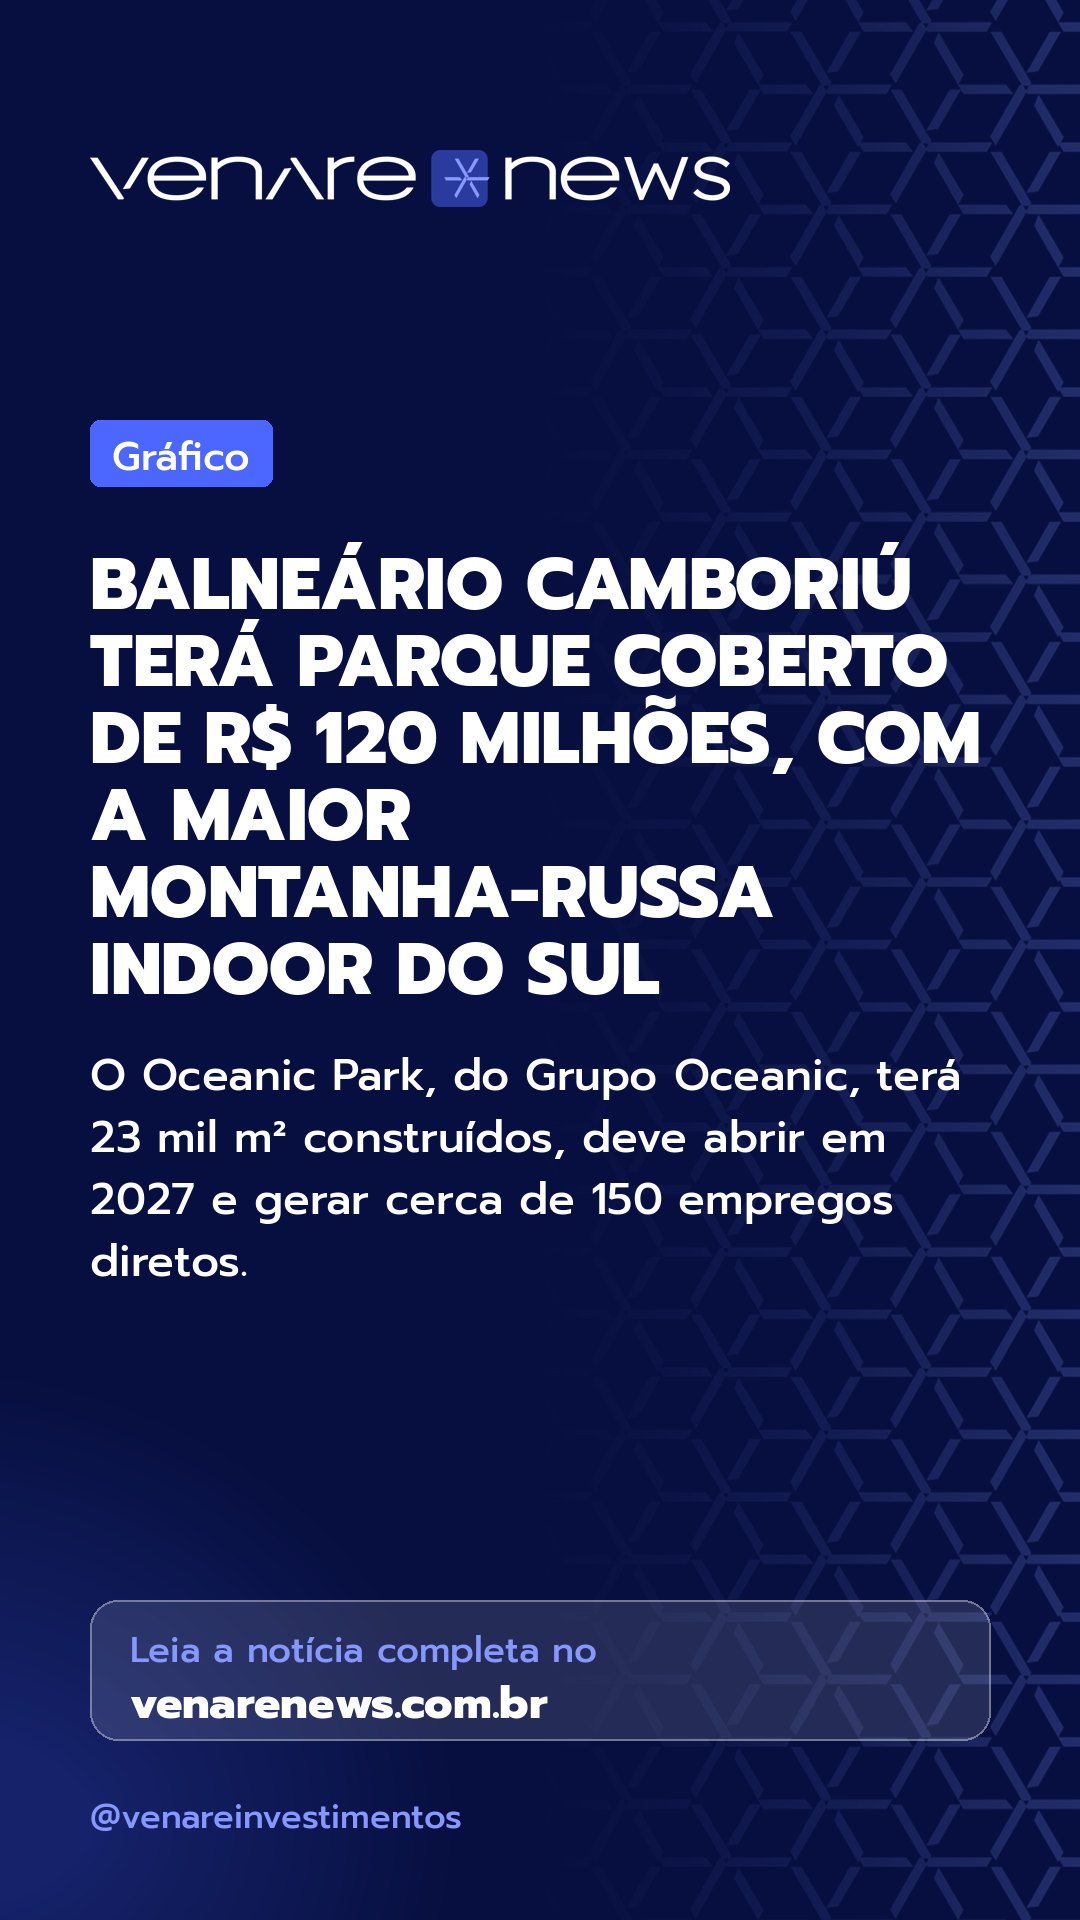 venare news
Gráfico
BALNEÁRIO CAMBORIÚ
TERÁ PARQUE COBERTO
DE R$ 120 MILHÕES, COM
A MAIOR
MONTANHA-RUSSA
INDOOR DO SUL
O Oceanic Park, do Grupo Oceanic, terá
23 mil m² construídos, deve abrir em
2027 e gerar cerca de 150 empregos
diretos.
Leia a notícia completa no
venarenews.com.br
@venareinvestimentos